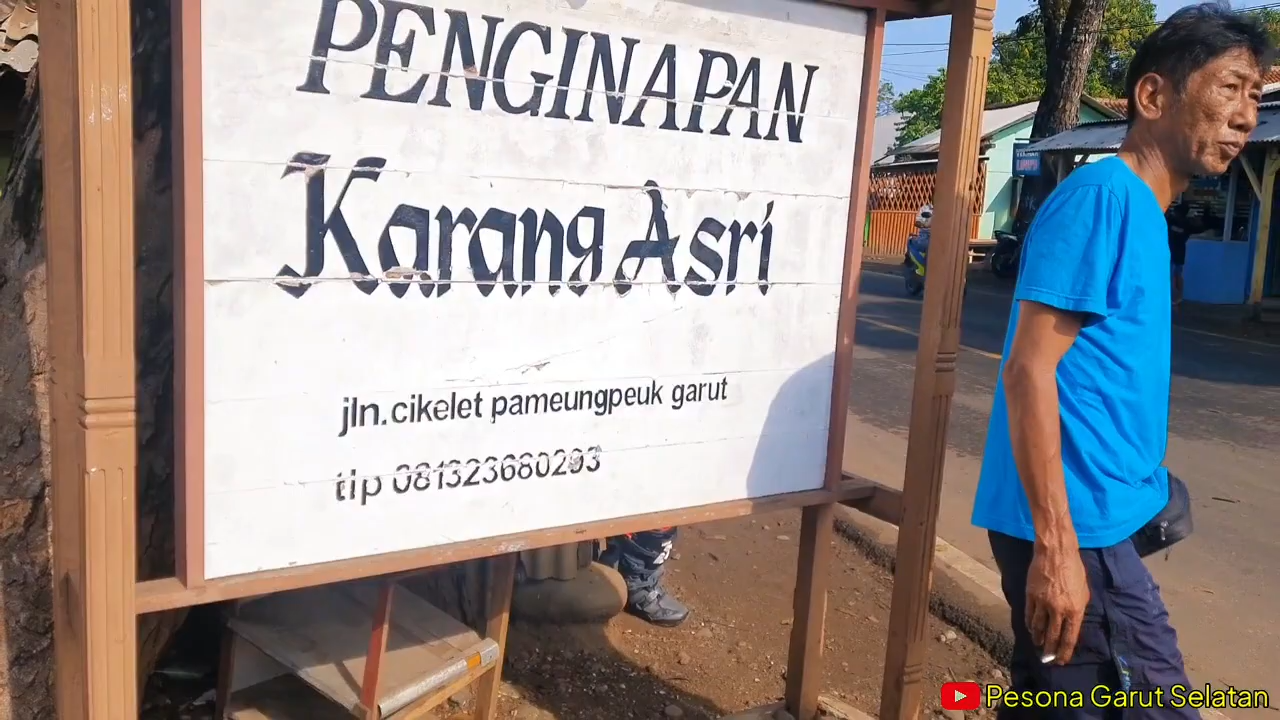 PENGINAPAN
Karang Asri
jln.cikelet pameungpeuk garut
tlp 081323680293
Pesona Garut Selatan